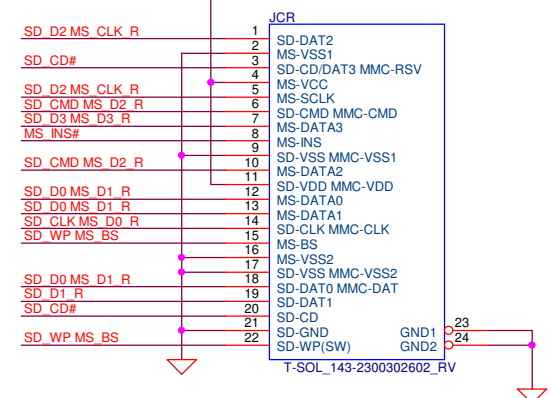 JCR
SD_D2 MS_CLK_R 1 SD-DAT2
2 MS-VSS1
SD_CD# 3 SD-CD/DAT3 MMC-RSV
4 MS-VCC
SD_D2 MS_CLK_R 5 MS-SCLK
SD_CMD MS_D2_R 6 SD-CMD MMC-CMD
SD_D3 MS_D3_R 7 MS-DATA3
MS_INS# 8 MS-INS
9 SD-VSS MMC-VSS1
SD_CMD MS_D2_R 10 MS-DATA2
11 SD-VDD MMC-VDD
SD_D0 MS_D1_R 12 MS-DATA0
SD_D0 MS_D1_R 13 MS-DATA1
SD_CLK MS_D0_R 14 SD-CLK MMC-CLK
SD_WP MS_BS 15 MS-BS
16 MS-VSS2
17 SD-VSS MMC-VSS2
SD_D0 MS_D1_R 18 SD-DAT0 MMC-DAT
SD_D1_R 19 SD-DAT1
SD_CD# 20 SD-CD
21 SD-GND GND1 23
SD_WP MS_BS 22 SD-WP(SW) GND2 24
T-SOL_143-2300302602_RV